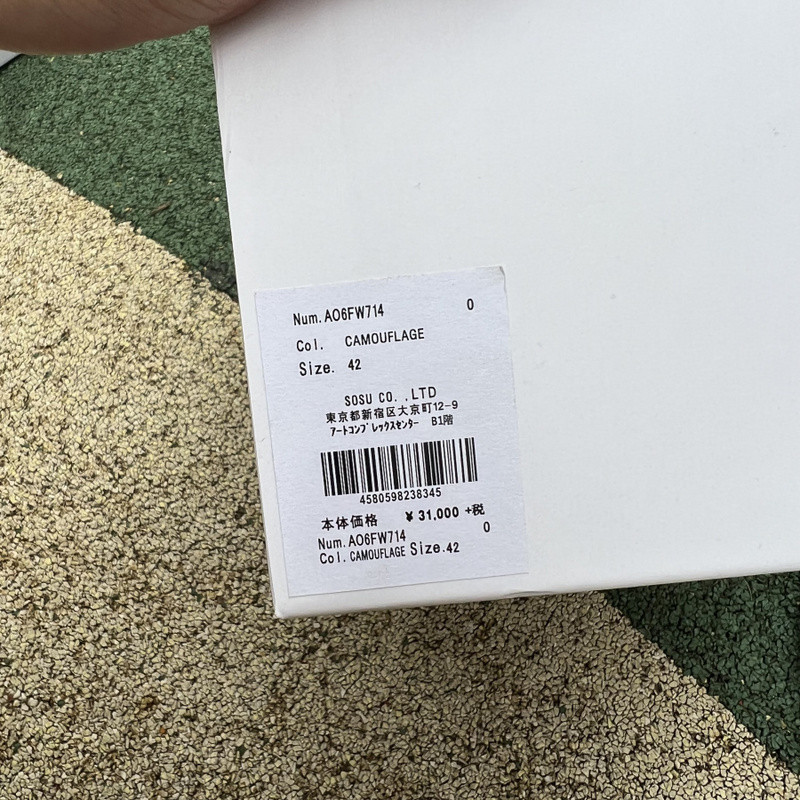 Num. A06FW714 0
Col. CAMOUFLAGE
Size. 42
SOSU CO. ,LTD
東京都新宿区大京町12-9
アートコンプレックスセンター B1階
4580598238345
本体価格 ¥ 31,000 +税
Num. A06FW714 0
Col. CAMOUFLAGE Size. 42